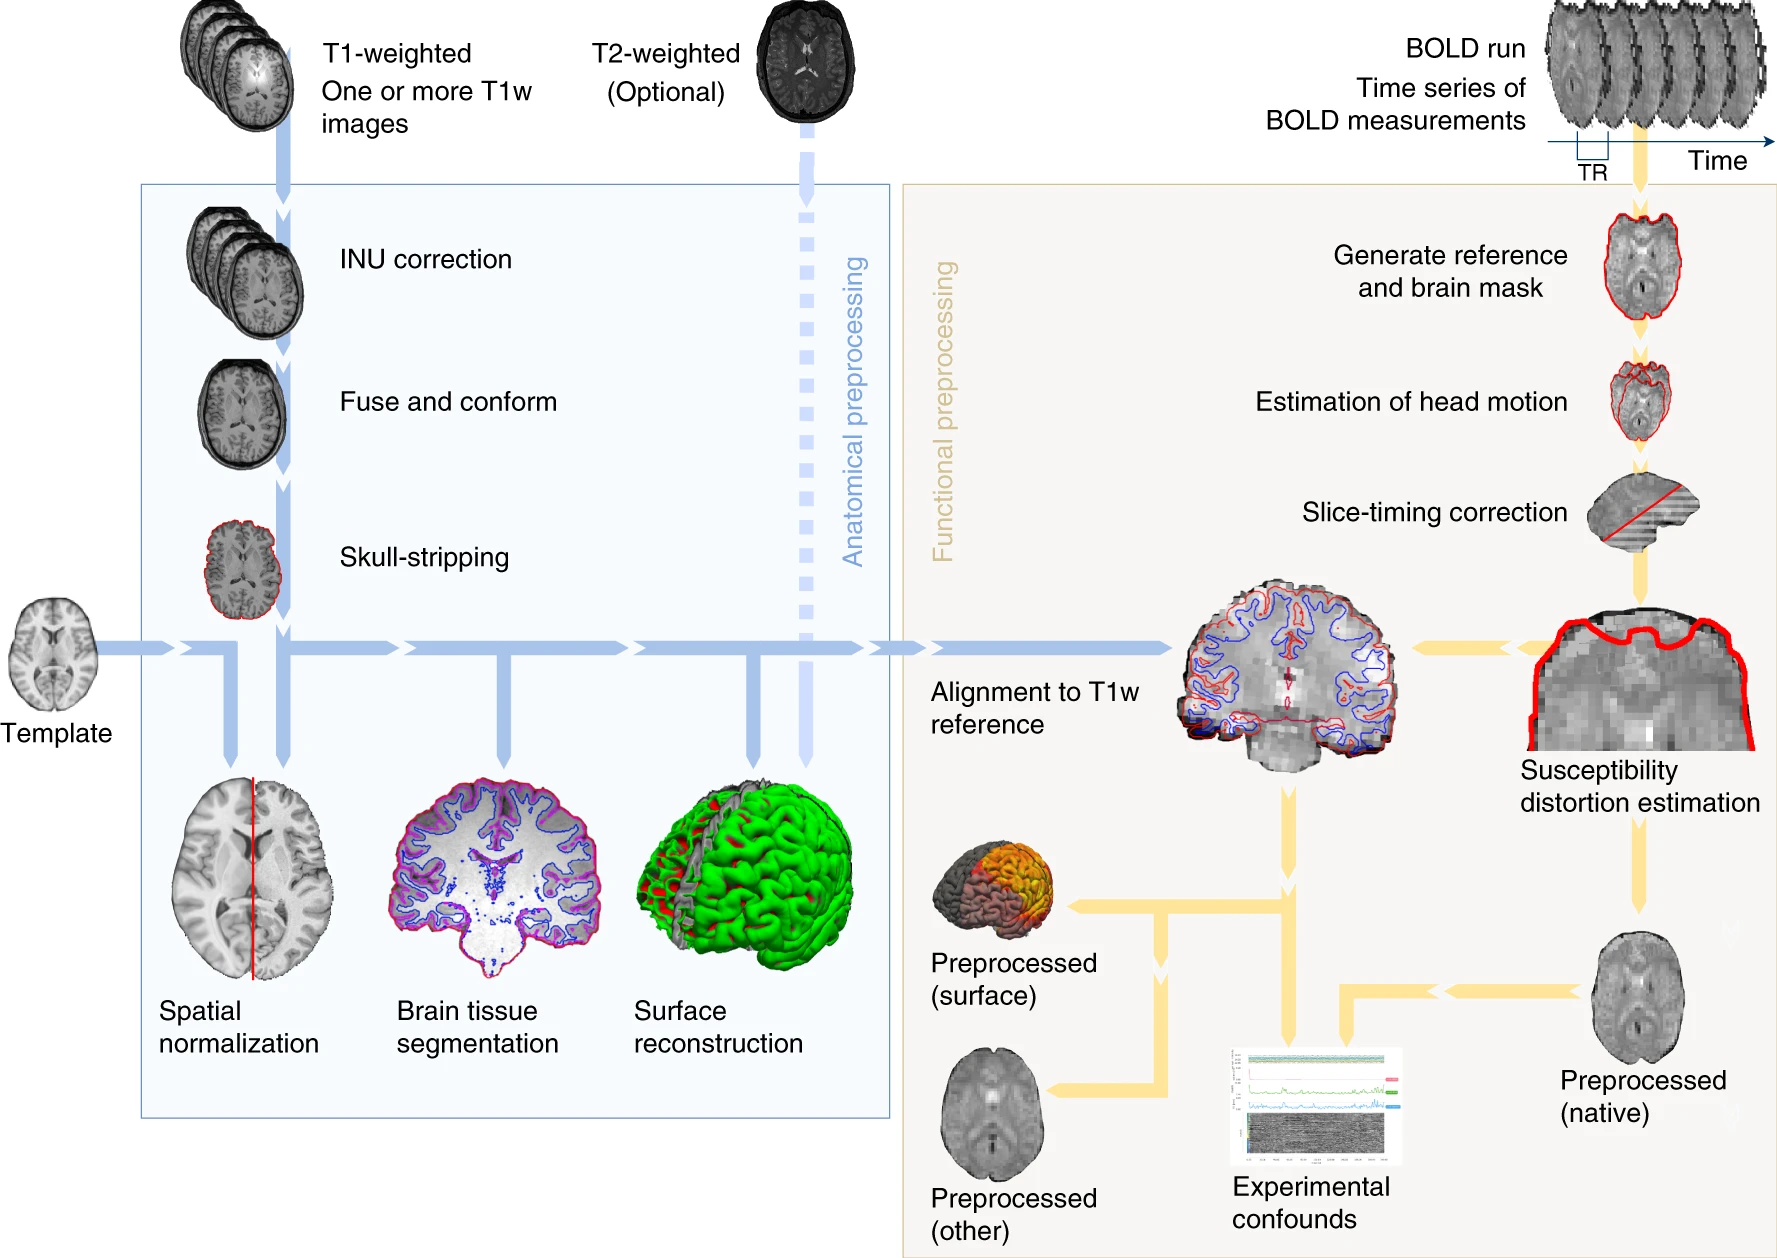 T1-weighted
One or more T1w
images
T2-weighted
(Optional)
BOLD run
Time series of
BOLD measurements
TR
Time
INU correction
Fuse and conform
Skull-stripping
Anatomical preprocessing
Template
Spatial
normalization
Brain tissue
segmentation
Surface
reconstruction
Functional preprocessing
Generate reference
and brain mask
Estimation of head motion
Slice-timing correction
Alignment to T1w
reference
Susceptibility
distortion estimation
Preprocessed
(surface)
Preprocessed
(other)
Experimental
confounds
Preprocessed
(native)